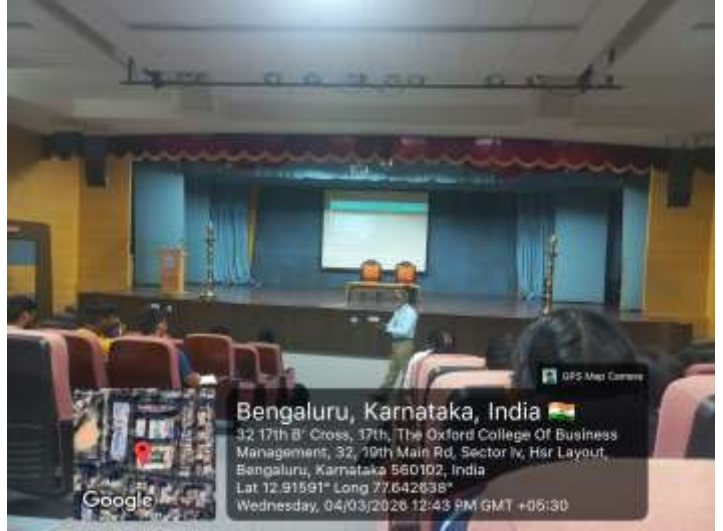 GPS Map Camera
Bengaluru, Karnataka, India
32 17th B' Cross, 17th, The Oxford College Of Business
Management, 32, 19th Main Rd, Sector Iv, Hsr Layout,
Bengaluru, Karnataka 560102, India
Lat 12.91591° Long 77.642638°
Wednesday, 04/03/2026 12:43 PM GMT +05:30
Google